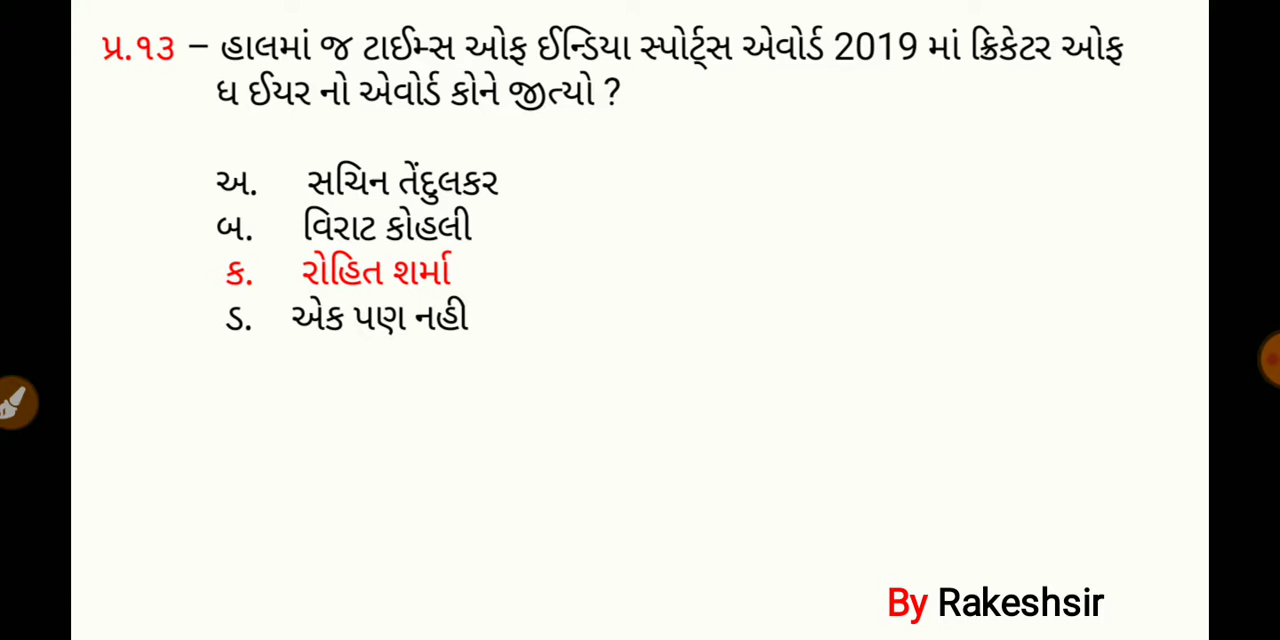 પ્ર.૧૩ – હાલમાં જ ટાઈમ્સ ઓફ ઈન્ડિયા સ્પોર્ટ્સ એવોર્ડ 2019 માં ક્રિકેટર ઓફ
ધ ઈયર નો એવોર્ડ કોને જીત્યો ?
અ. સચિન તેંદુલકર
બ. વિરાટ કોહલી
ક. રોહિત શર્મા
ડ. એક પણ નહી
By Rakeshsir